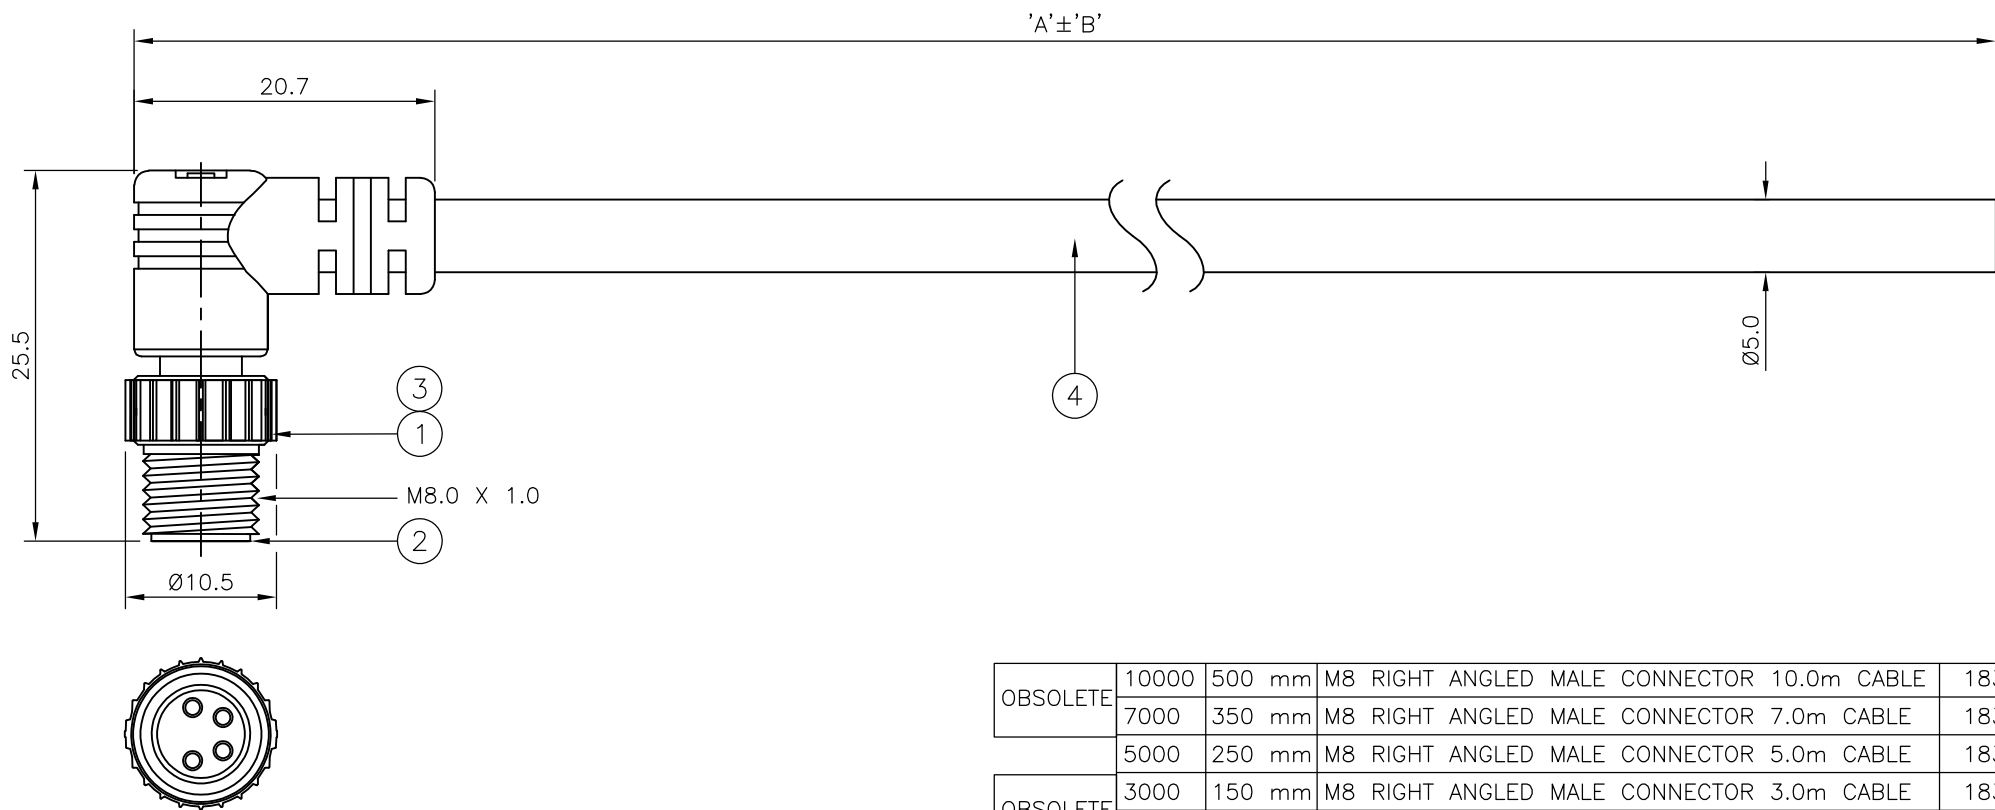 'A'±'B'
20.7
25.5
Ø5.0
3
4
1
M8.0 X 1.0
2
Ø10.5
OBSOLETE
10000 500 mm M8 RIGHT ANGLED MALE CONNECTOR 10.0m CABLE
7000 350 mm M8 RIGHT ANGLED MALE CONNECTOR 7.0m CABLE
5000 250 mm M8 RIGHT ANGLED MALE CONNECTOR 5.0m CABLE
OBSOLETE
3000 150 mm M8 RIGHT ANGLED MALE CONNECTOR 3.0m CABLE